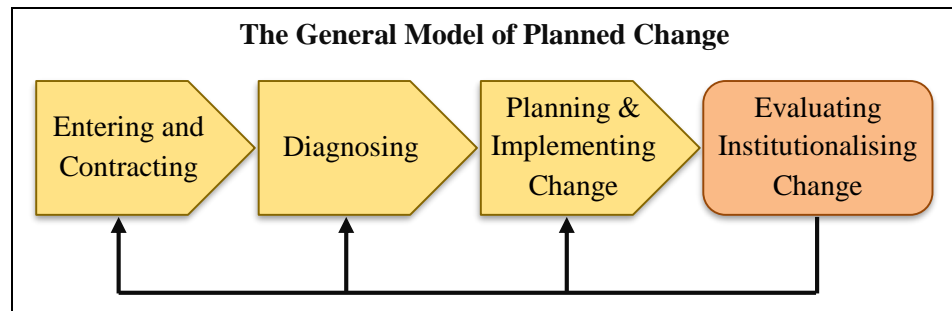 The General Model of Planned Change
Entering and
Contracting
Diagnosing
Planning &
Implementing
Change
Evaluating
Institutionalising
Change